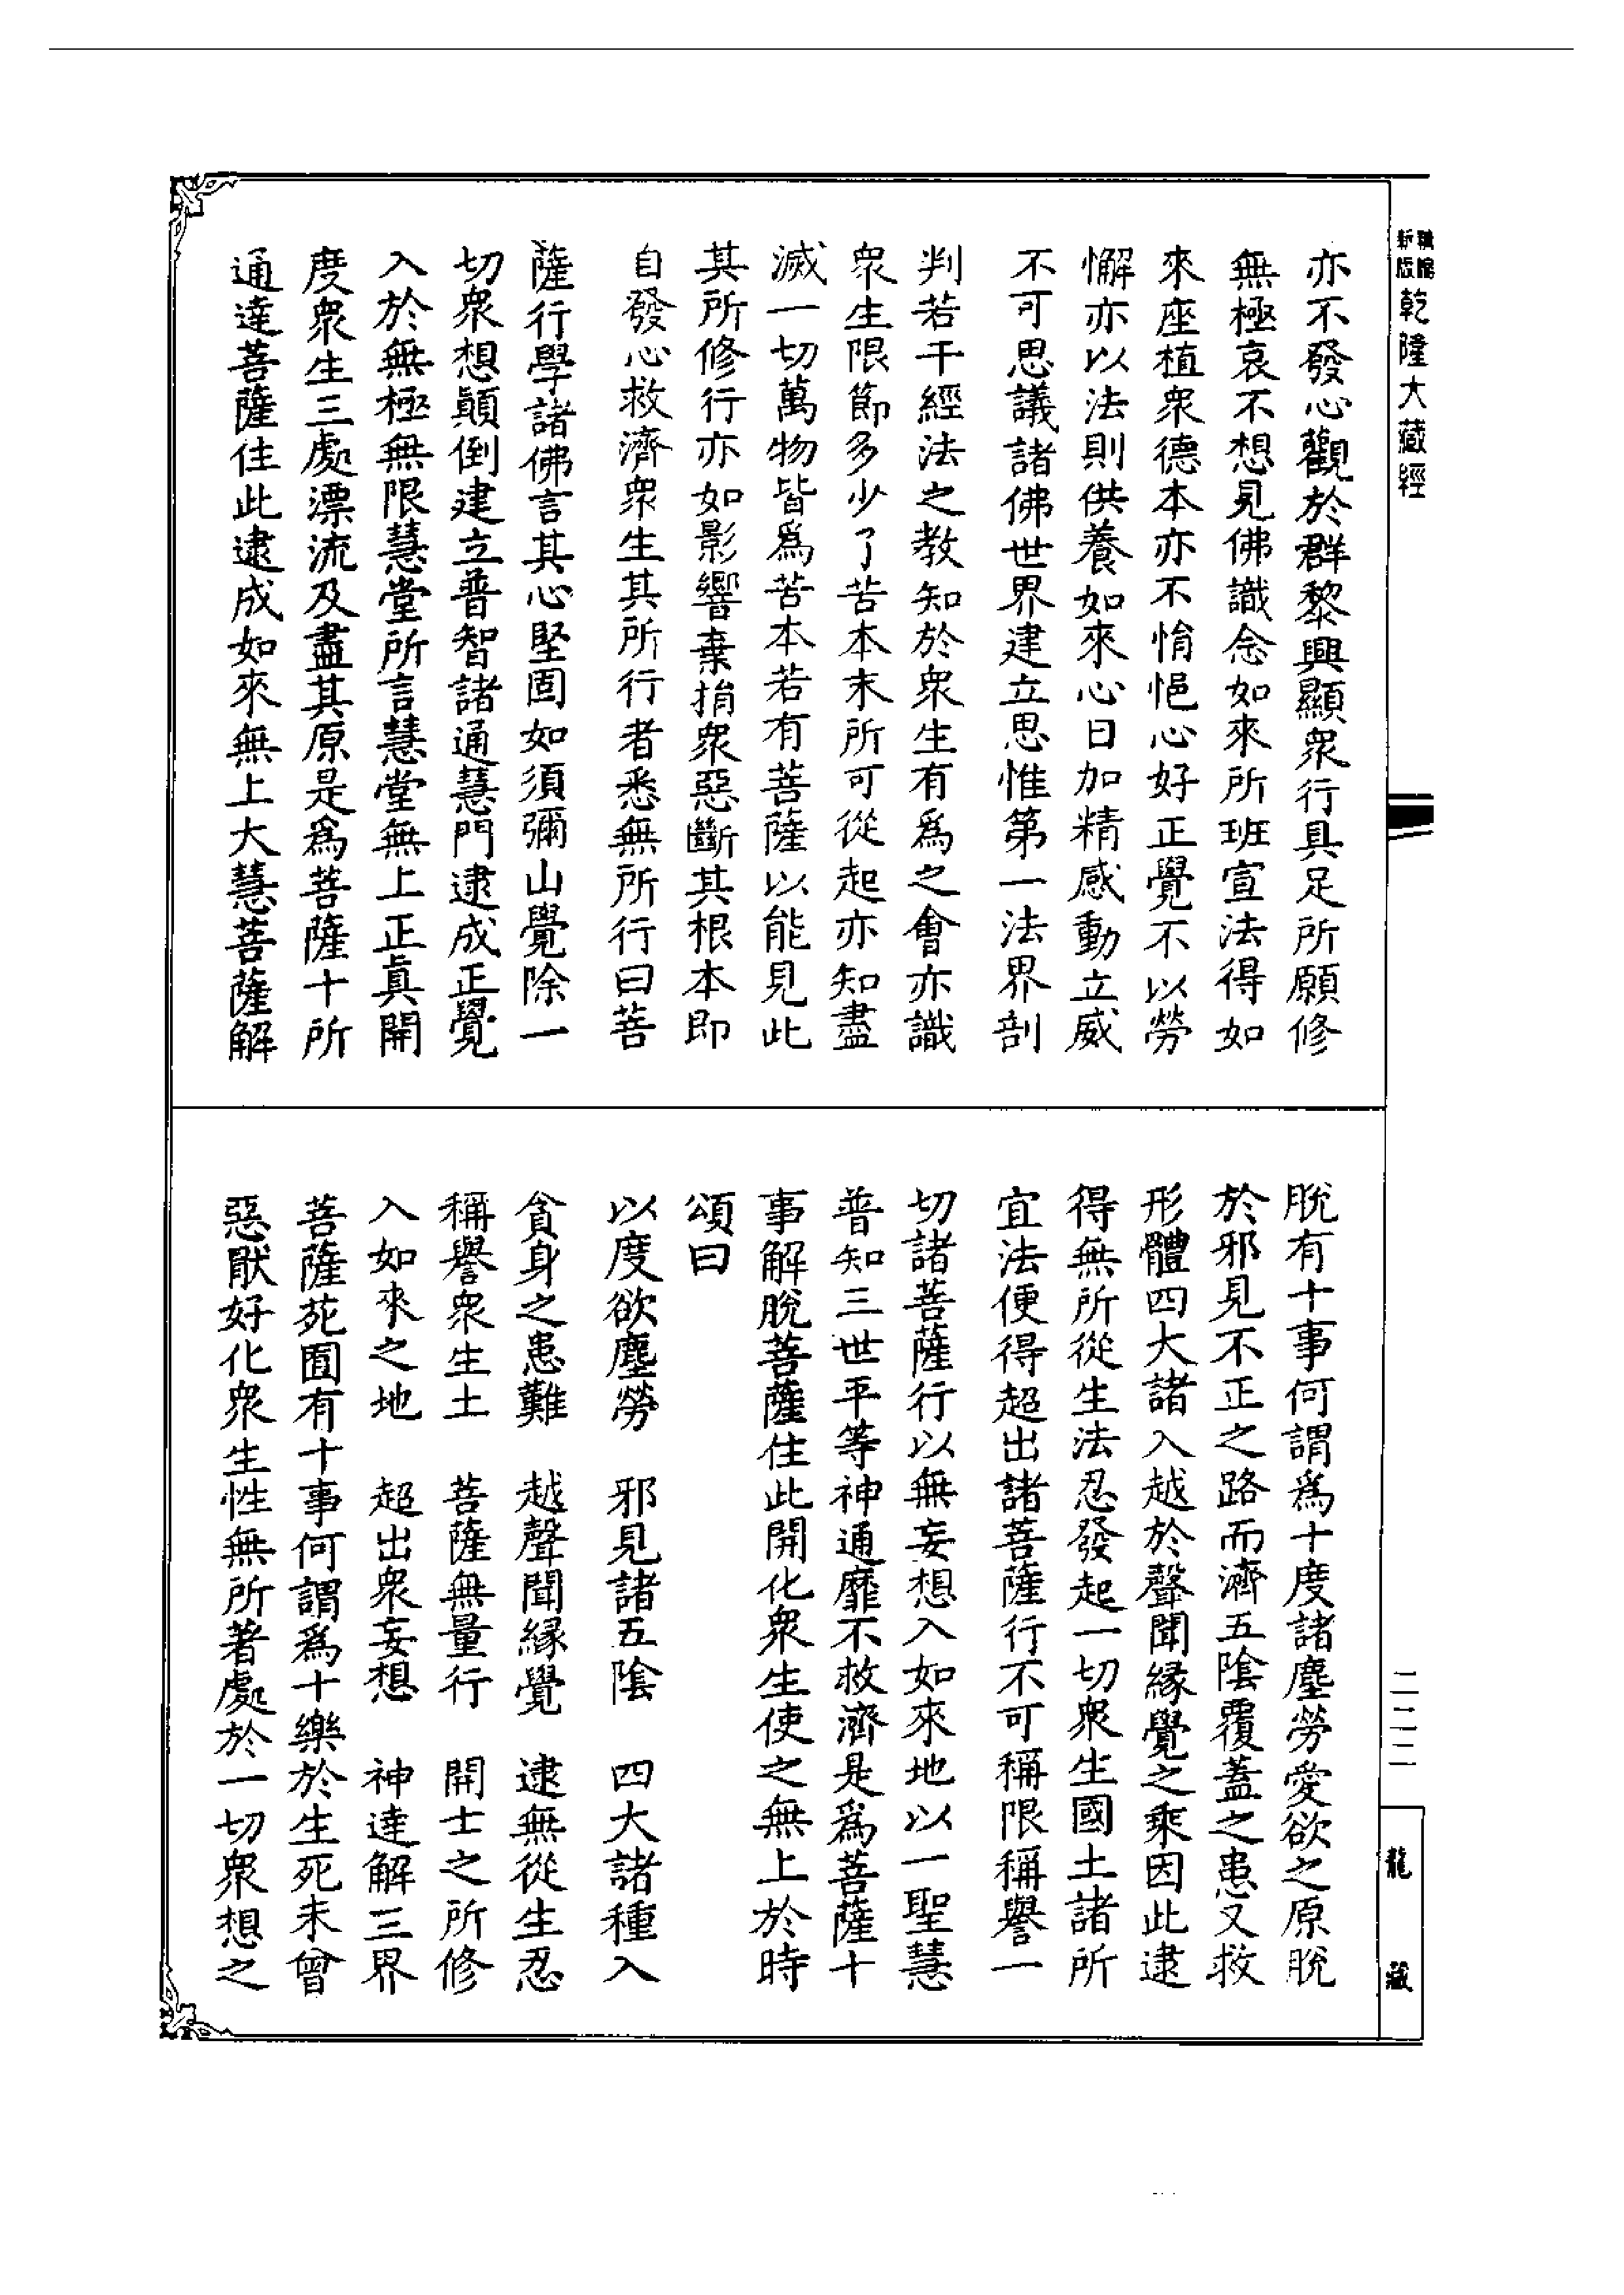 亦不發心觀於群黎興顯衆行具足所願修
無極哀不想見佛識念如來所班宣法得如
來座植衆德本亦不惰悒心好正覺不以勞
懈亦以法則供養如來心日加精感動立威
不可思議諸佛世界建立思惟第一法界剖
判若干經法之教知於衆生有爲之會亦識
衆生限節多少了苦本末所可從起亦知盡
滅一切萬物皆爲苦本若有菩薩以能見此
其所修行亦如影響棄捐衆惡斷其根本即
自發心救濟衆生其所行者悉無所行曰菩
薩行學諸佛言其心堅固如須彌山覺除一
切衆想顚倒建立普智諸通慧門逮成正覺
入於無極無限慧堂所言慧堂無上正眞開
度衆生三處漂流及盡其原是爲菩薩十所
通達菩薩住此逮成如來無上大慧菩薩解
脫有十事何謂爲十度諸塵勞愛欲之原脫
於邪見不正之路而濟五陰覆蓋之患又救
形體四大諸入越於聲聞緣覺之乘因此逮
得無所從生法忍發起一切衆生國土諸所
宜法便得超出諸菩薩行不可稱限稱譽一
切諸菩薩行以無妄想入如來地以一聖慧
普知三世平等神通靡不救濟是爲菩薩十
事解脫菩薩住此開化衆生使之無上於時
頌曰
以度欲塵勞　邪見諸五陰　四大諸種入
貪身之患難　越聲聞緣覺　逮無從生忍
稱譽衆生土　菩薩無量行　開士之所修
入如來之地　超出衆妄想　神達解三界
菩薩苑囿有十事何謂爲十樂於生死未曾
惡猒好化衆生性無所著處於一切衆想之
新版
乾隆大藏經
二三二
龍藏